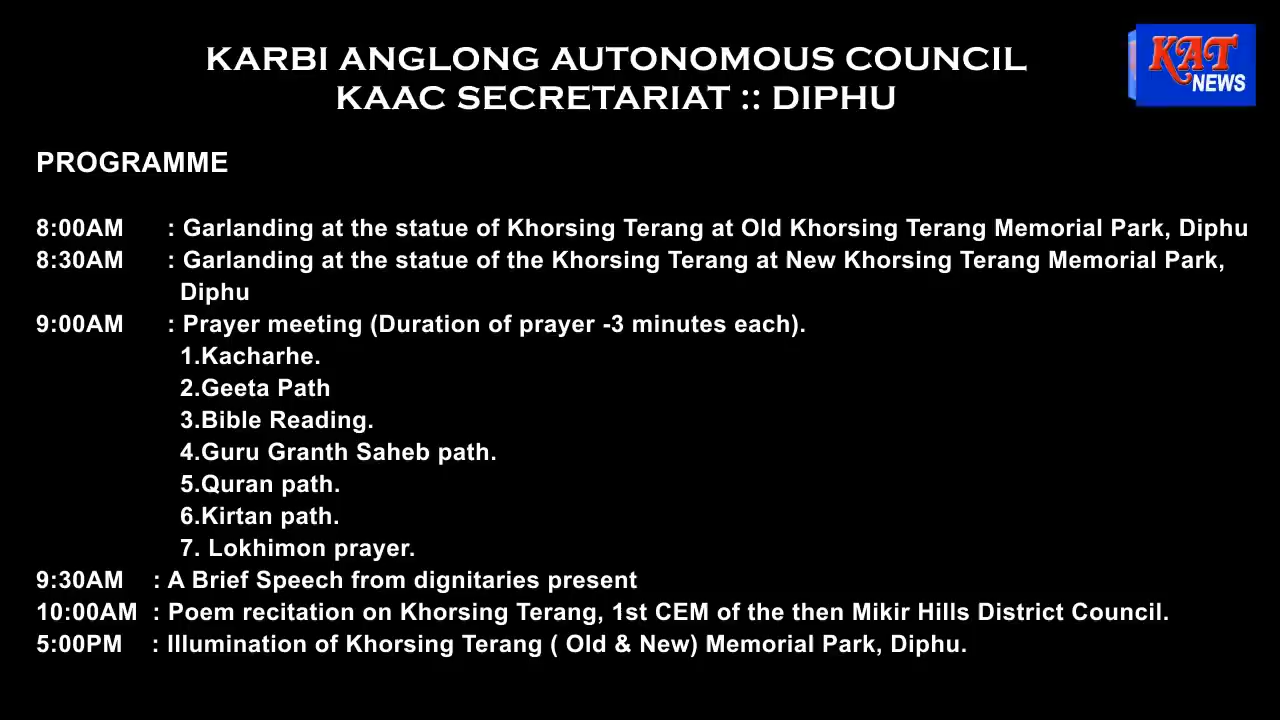 KARBI ANGLONG AUTONOMOUS COUNCIL
KAAC SECRETARIAT :: DIPHU
KAT
NEWS
PROGRAMME
8:00AM : Garlanding at the statue of Khorsing Terang at Old Khorsing Terang Memorial Park, Diphu
8:30AM : Garlanding at the statue of the Khorsing Terang at New Khorsing Terang Memorial Park,
Diphu
9:00AM : Prayer meeting (Duration of prayer -3 minutes each).
1.Kacharhe.
2.Geeta Path
3.Bible Reading.
4.Guru Granth Saheb path.
5.Quran path.
6.Kirtan path.
7. Lokhimon prayer.
9:30AM : A Brief Speech from dignitaries present
10:00AM : Poem recitation on Khorsing Terang, 1st CEM of the then Mikir Hills District Council.
5:00PM : Illumination of Khorsing Terang ( Old & New) Memorial Park, Diphu.